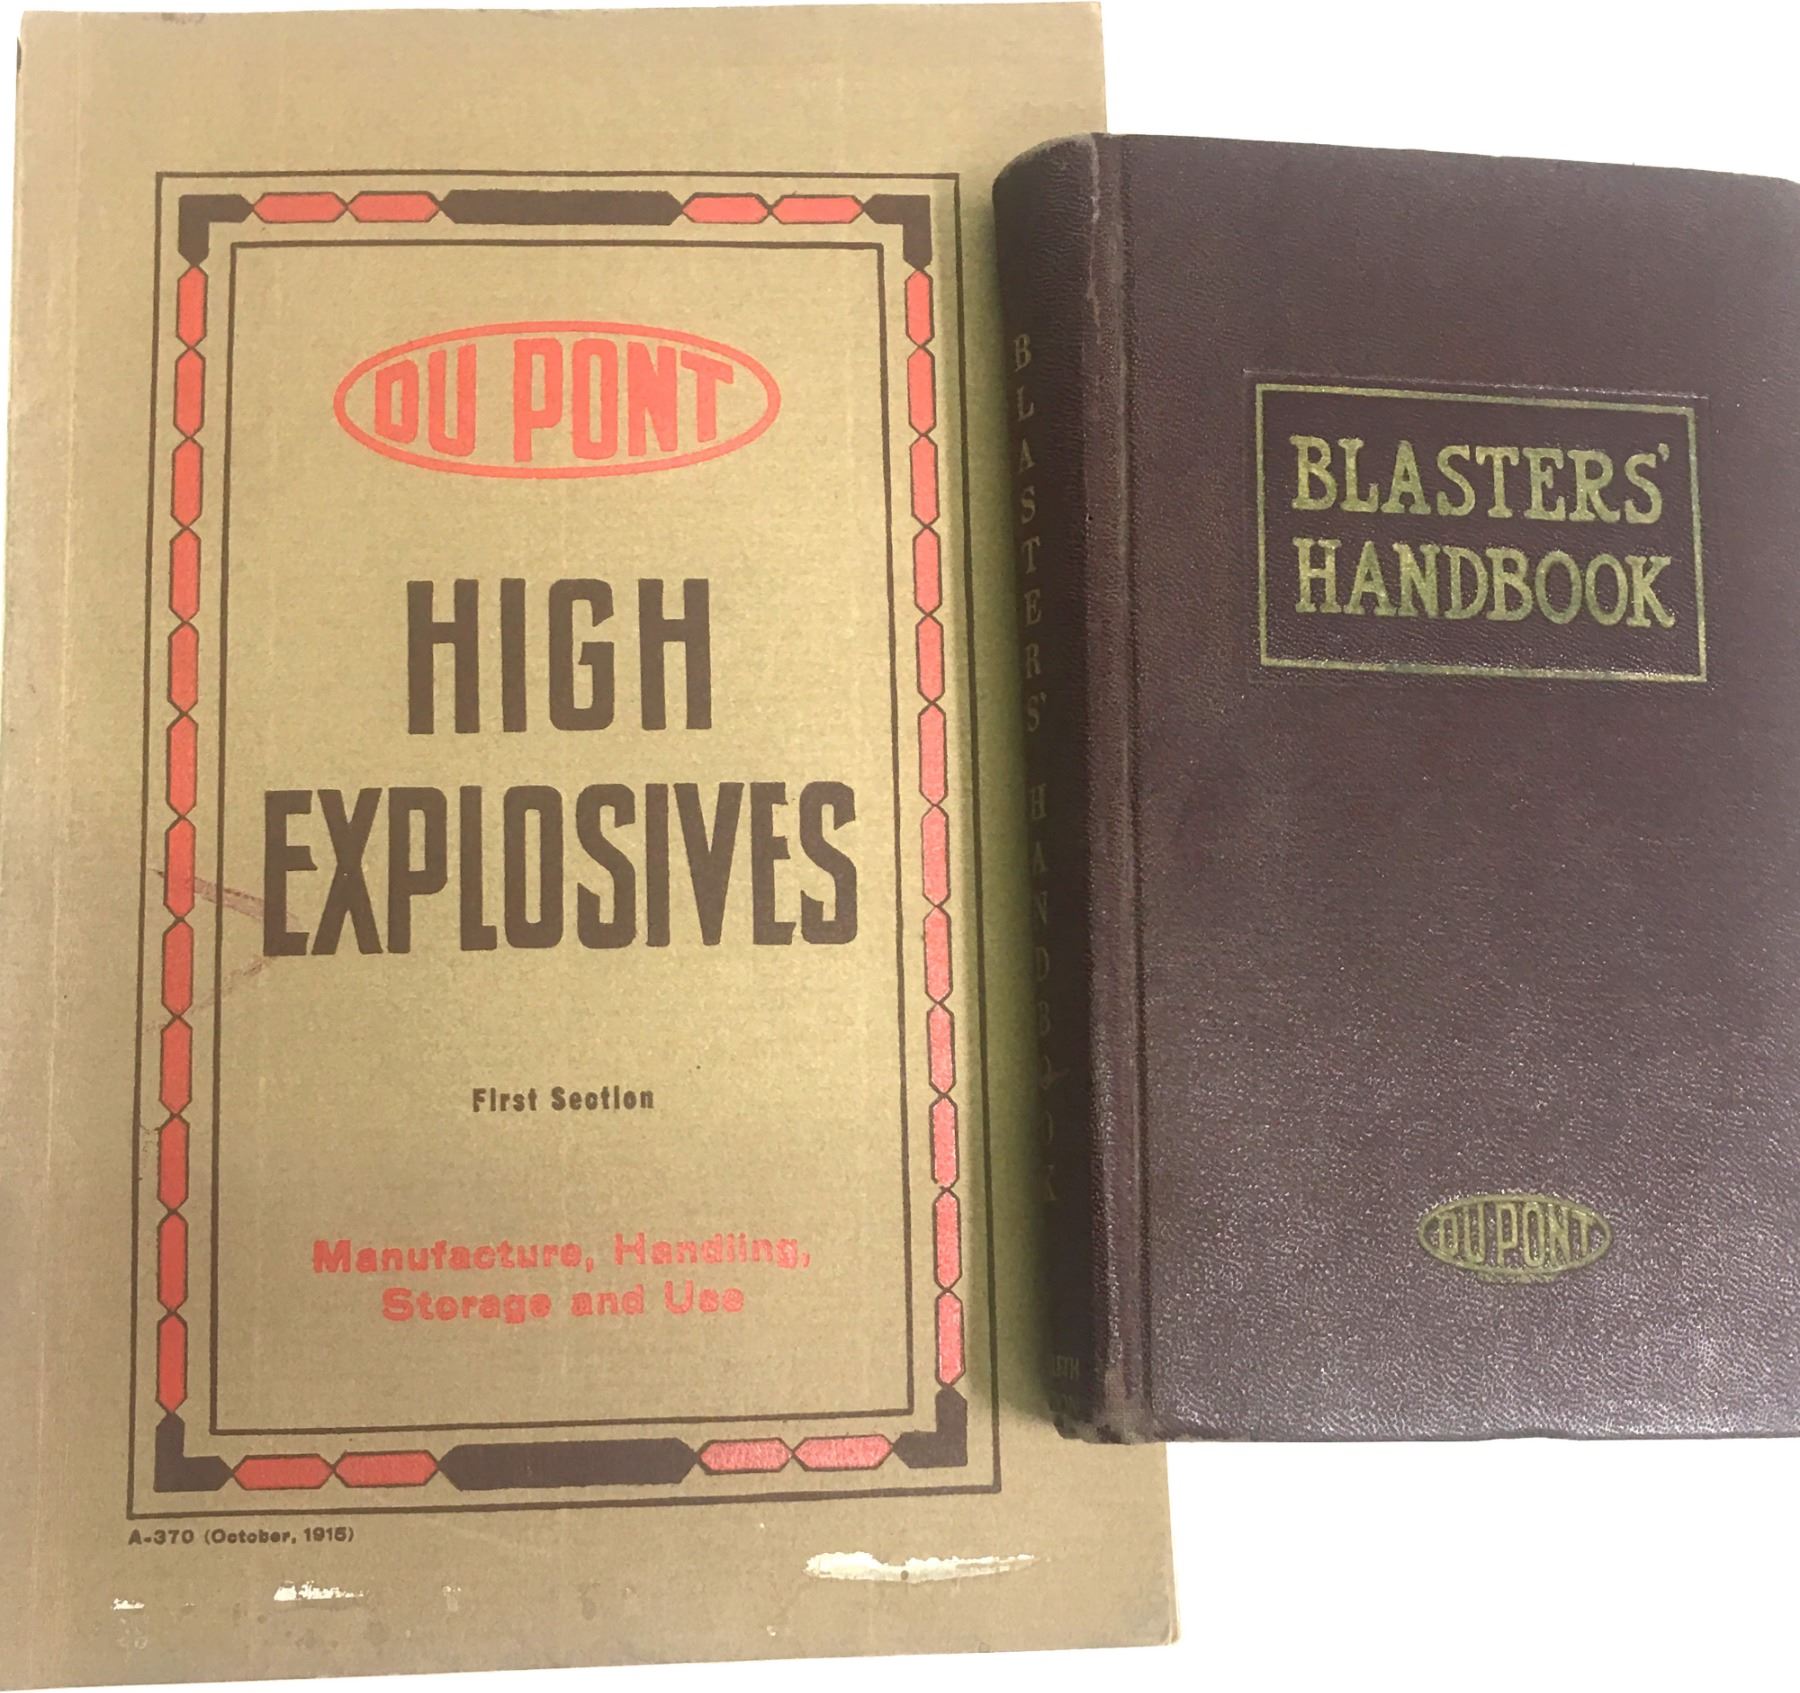 DU PONT
HIGH
EXPLOSIVES
First Section
Manufacture, Handling,
Storage and Use
A-370 (October, 1915)
BLASTERS' HANDBOOK
BLASTERS'
HANDBOOK
DU PONT